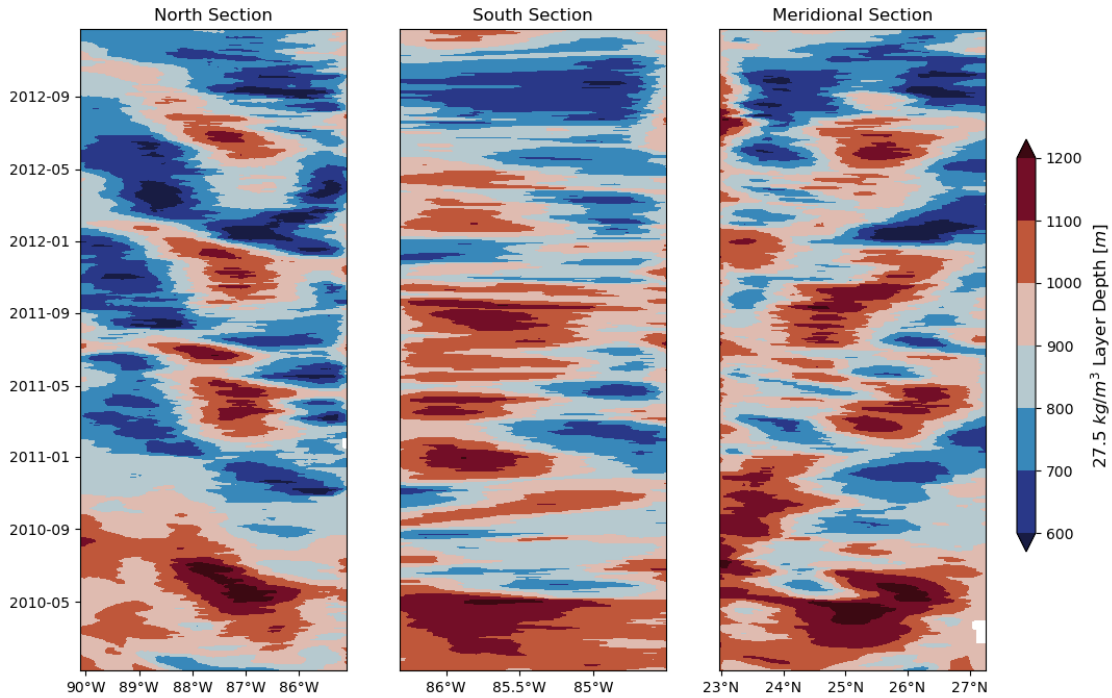 North Section
South Section
Meridional Section
2012-09
2012-05
2012-01
2011-09
2011-05
2011-01
2010-09
2010-05
90°W 89°W 88°W 87°W 86°W
86°W 85.5°W 85°W
23°N 24°N 25°N 26°N 27°N
1200
1100
1000
900
800
700
600
27.5 kg/m³ Layer Depth [m]